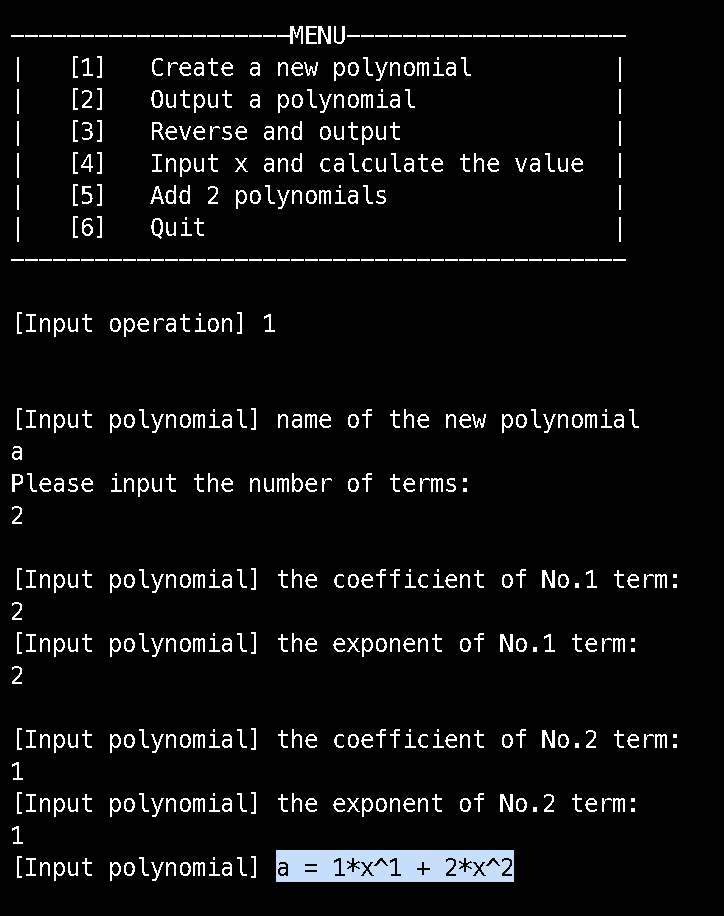 ————————————————————MENU————————————————————
|   [1]   Create a new polynomial          |
|   [2]   Output a polynomial              |
|   [3]   Reverse and output               |
|   [4]   Input x and calculate the value  |
|   [5]   Add 2 polynomials                |
|   [6]   Quit                             |
————————————————————————————————————————————
[Input operation] 1
[Input polynomial] name of the new polynomial
a
Please input the number of terms:
2
[Input polynomial] the coefficient of No.1 term:
2
[Input polynomial] the exponent of No.1 term:
2
[Input polynomial] the coefficient of No.2 term:
1
[Input polynomial] the exponent of No.2 term:
1
[Input polynomial] a = 1*x^1 + 2*x^2